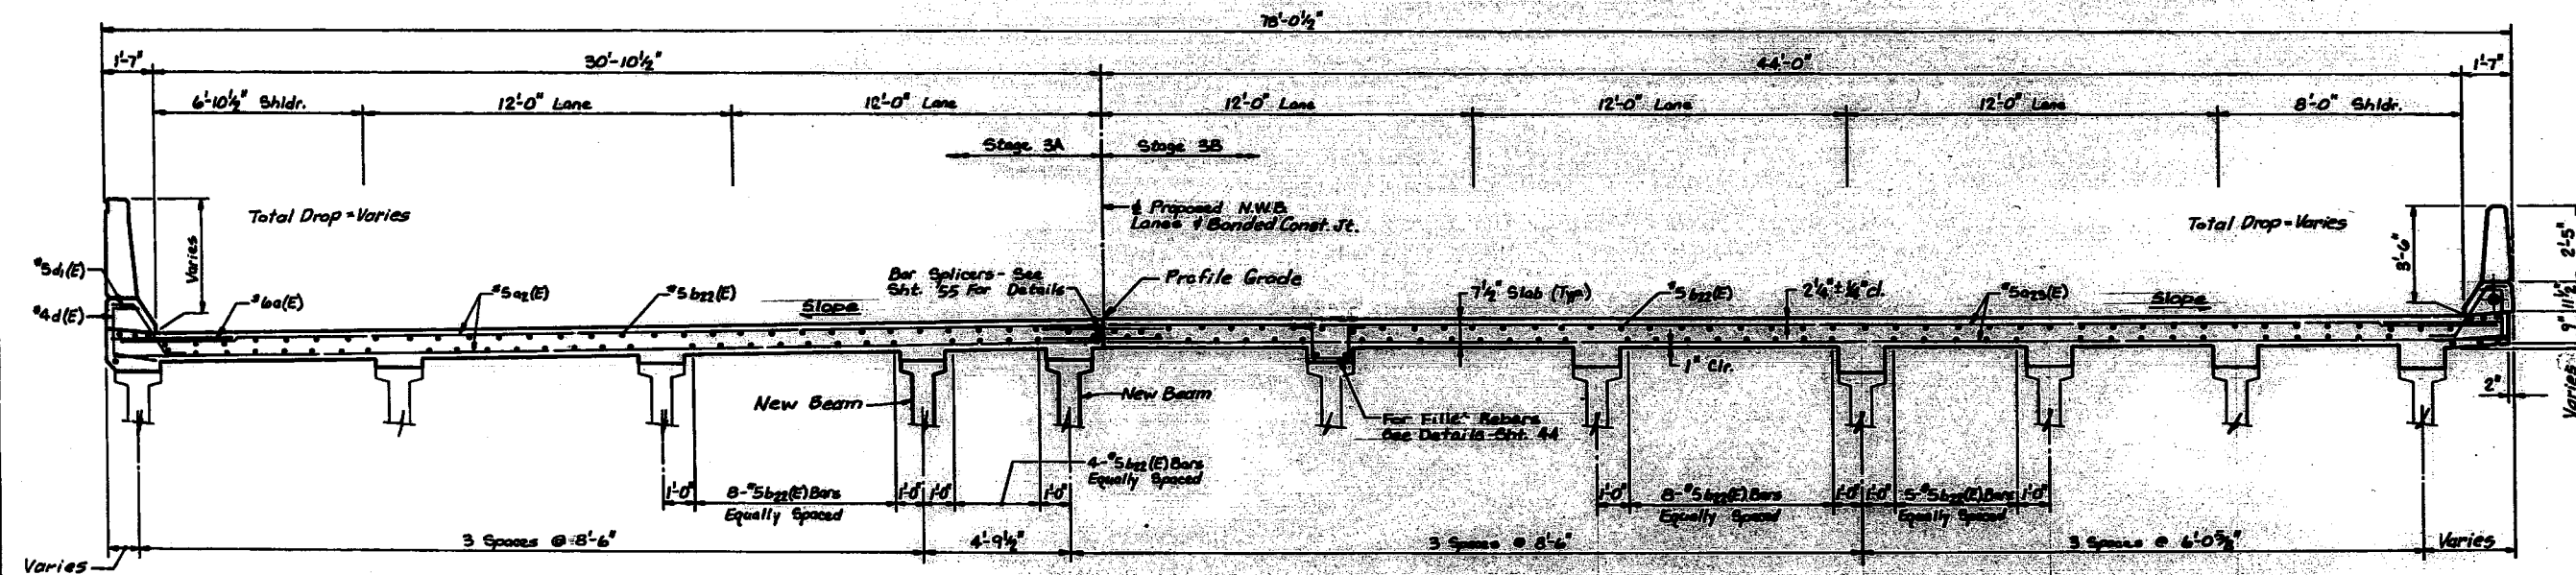 78'-0½"
1'-7"
30'-10½"
44'-0"
1'-7"
6'-10½" Shldr.
12'-0" Lane
12'-0" Lane
12'-0" Lane
12'-0" Lane
12'-0" Lane
8'-0" Shldr.
Stage 3A
Stage 3B
Total Drop = Varies
Varies
Proposed N.W.B.
Lanes & Bonded Const. Jt.
Total Drop = Varies
3'-6"
2'-5"
1½"
9"
Varies
#5d₁(E)
#4d(E)
#6a(E)
#5a₂(E)
#5b₂₂(E)
Slope
Bar Splicers - See
Sht. 55 For Details
Profile Grade
7½" Slab (Typ.)
#5b₂₂(E)
2¼" ± ¼" cl.
#5a₂₃(E)
Slope
1" Clr.
2"
New Beam
New Beam
For Fillet Rebars
See Details Sht. 44
4-#5b₂₂(E) Bars
Equally Spaced
1'-0"
8-#5b₂₂(E) Bars
Equally Spaced
1'-0"
1'-0"
1'-0"
1'-0"
8-#5b₂₂(E) Bars
Equally Spaced
1'-0"
1'-0"
5-#5b₂₂(E) Bars
Equally Spaced
1'-0"
Varies
3 Spaces @ 8'-6"
4'-9½"
3 Spaces @ 8'-6"
3 Spaces @
Varies